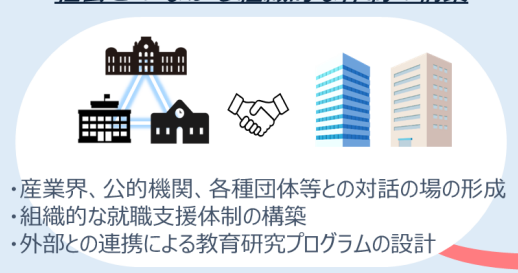 ・産業界、公的機関、各種団体等との対話の場の形成
・組織的な就職支援体制の構築
・外部との連携による教育研究プログラムの設計